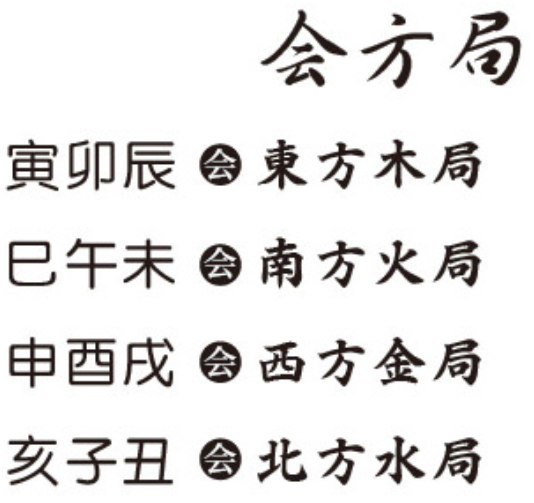 会方局
寅卯辰 会 東方木局
巳午未 会 南方火局
申酉戌 会 西方金局
亥子丑 会 北方水局